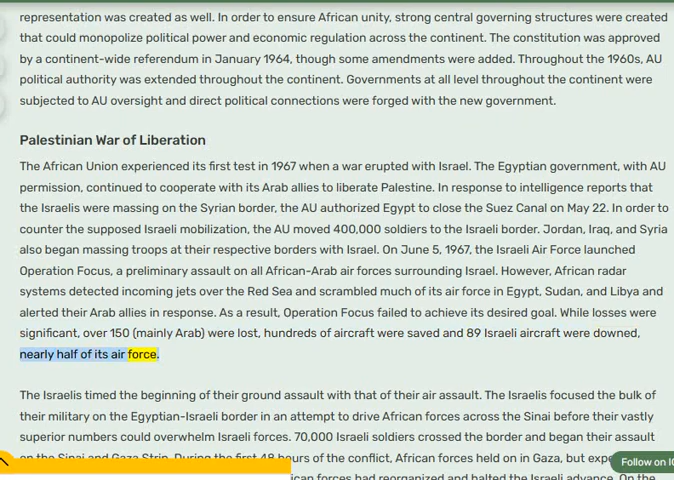 representation was created as well. In order to ensure African unity, strong central governing structures were created
that could monopolize political power and economic regulation across the continent. The constitution was approved
by a continent-wide referendum in January 1964, though some amendments were added. Throughout the 1960s, AU
political authority was extended throughout the continent. Governments at all level throughout the continent were
subjected to AU oversight and direct political connections were forged with the new government.
Palestinian War of Liberation
The African Union experienced its first test in 1967 when a war erupted with Israel. The Egyptian government, with AU
permission, continued to cooperate with its Arab allies to liberate Palestine. In response to intelligence reports that
the Israelis were massing on the Syrian border, the AU authorized Egypt to close the Suez Canal on May 22. In order to
counter the supposed Israeli mobilization, the AU moved 400,000 soldiers to the Israeli border. Jordan, Iraq, and Syria
also began massing troops at their respective borders with Israel. On June 5, 1967, the Israeli Air Force launched
Operation Focus, a preliminary assault on all African-Arab air forces surrounding Israel. However, African radar
systems detected incoming jets over the Red Sea and scrambled much of its air force in Egypt, Sudan, and Libya and
alerted their Arab allies in response. As a result, Operation Focus failed to achieve its desired goal. While losses were
significant, over 150 (mainly Arab) were lost, hundreds of aircraft were saved and 89 Israeli aircraft were downed,
nearly half of its air force.
The Israelis timed the beginning of their ground assault with that of their air assault. The Israelis focused the bulk of
their military on the Egyptian-Israeli border in an attempt to drive African forces across the Sinai before their vastly
superior numbers could overwhelm Israeli forces. 70,000 Israeli soldiers crossed the border and began their assault
on the Sinai and Gaza Strip. During the first 48 hours of the conflict, African forces held on in Gaza, but
Follow on
forces had reorganized and halted the Israeli advance. On the